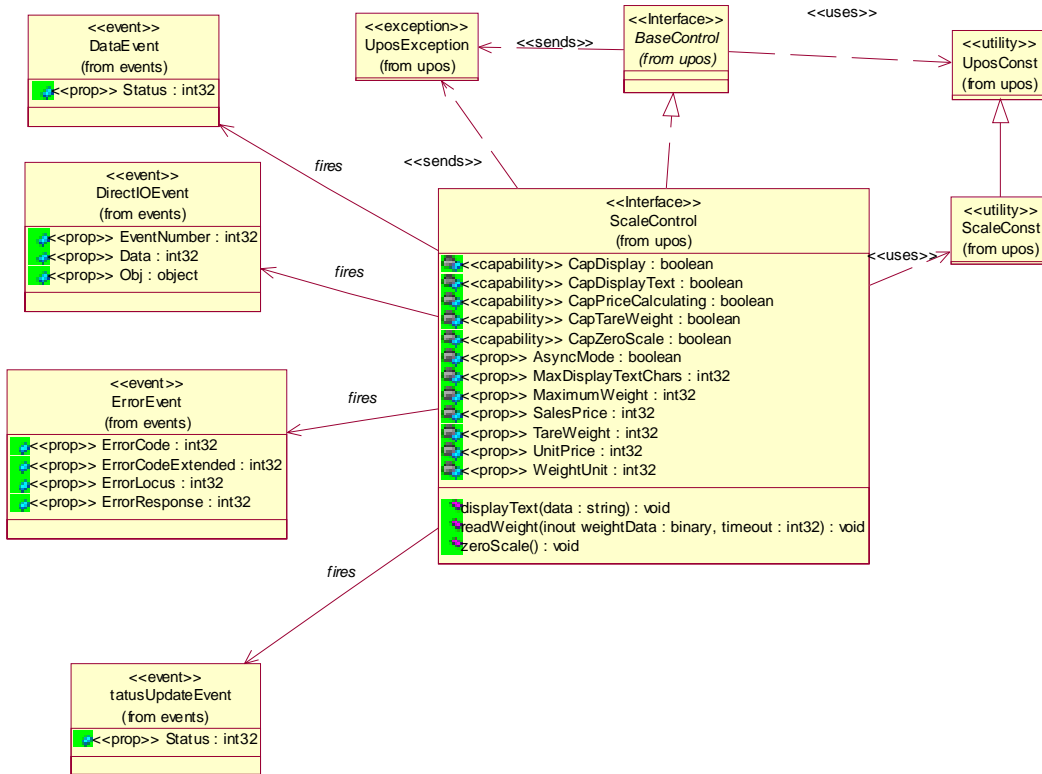 <<event>>
DataEvent
(from events)
<<prop>> Status : int32
<<exception>>
UposException
(from upos)
<<sends>>
<<Interface>>
BaseControl
(from upos)
<<uses>>
<<utility>>
UposConst
(from upos)
fires
<<sends>>
<<event>>
DirectIOEvent
(from events)
<<prop>> EventNumber : int32
<<prop>> Data : int32
<<prop>> Obj : object
fires
<<Interface>>
ScaleControl
(from upos)
<<capability>> CapDisplay : boolean
<<capability>> CapDisplayText : boolean
<<capability>> CapPriceCalculating : boolean
<<capability>> CapTareWeight : boolean
<<capability>> CapZeroScale : boolean
<<prop>> AsyncMode : boolean
<<prop>> MaxDisplayTextChars : int32
<<prop>> MaximumWeight : int32
<<prop>> SalesPrice : int32
<<prop>> TareWeight : int32
<<prop>> UnitPrice : int32
<<prop>> WeightUnit : int32
displayText(data : string) : void
readWeight(inout weightData : binary, timeout : int32) : void
zeroScale() : void
<<uses>>
<<utility>>
ScaleConst
(from upos)
<<event>>
ErrorEvent
(from events)
<<prop>> ErrorCode : int32
<<prop>> ErrorCodeExtended : int32
<<prop>> ErrorLocus : int32
<<prop>> ErrorResponse : int32
fires
fires
<<event>>
tatusUpdateEvent
(from events)
<<prop>> Status : int32